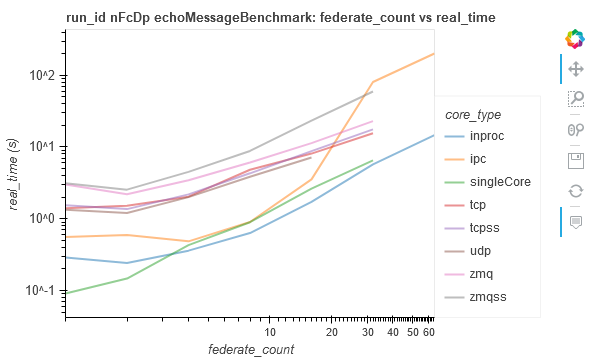 run_id nFcDp echoMessageBenchmark: federate_count vs real_time
real_time (s)
10^2
10^1
10^0
10^-1
10
20
30
40
50
60
federate_count
core_type
inproc
ipc
singleCore
tcp
tcpss
udp
zmq
zmqss